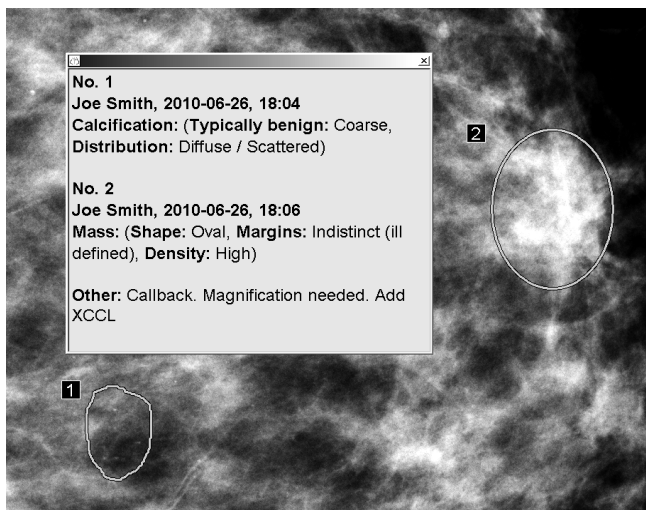 No. 1
Joe Smith, 2010-06-26, 18:04
Calcification: (Typically benign: Coarse,
Distribution: Diffuse / Scattered)
No. 2
Joe Smith, 2010-06-26, 18:06
Mass: (Shape: Oval, Margins: Indistinct (ill
defined), Density: High)
Other: Callback. Magnification needed. Add
XCCL
2
1